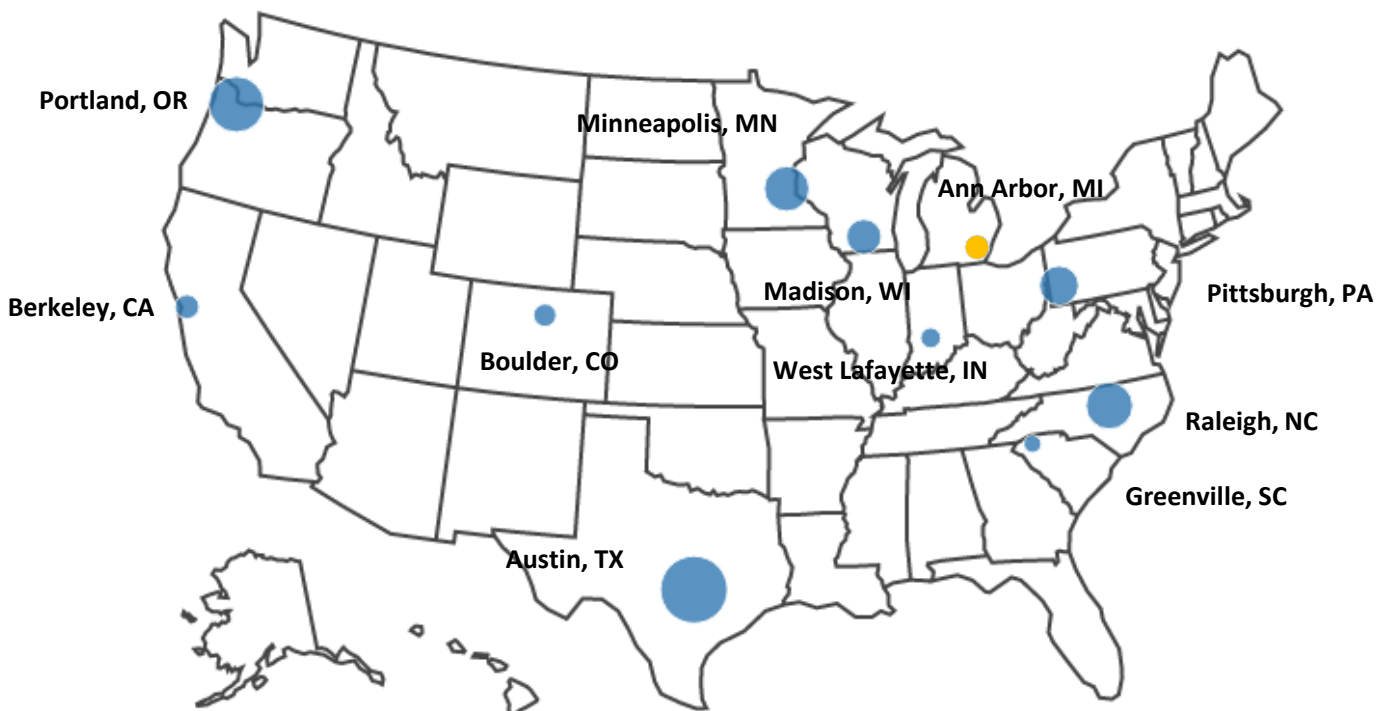 Portland, OR
Minneapolis, MN
Ann Arbor, MI
Madison, WI
Pittsburgh, PA
Berkeley, CA
Boulder, CO
West Lafayette, IN
Raleigh, NC
Greenville, SC
Austin, TX